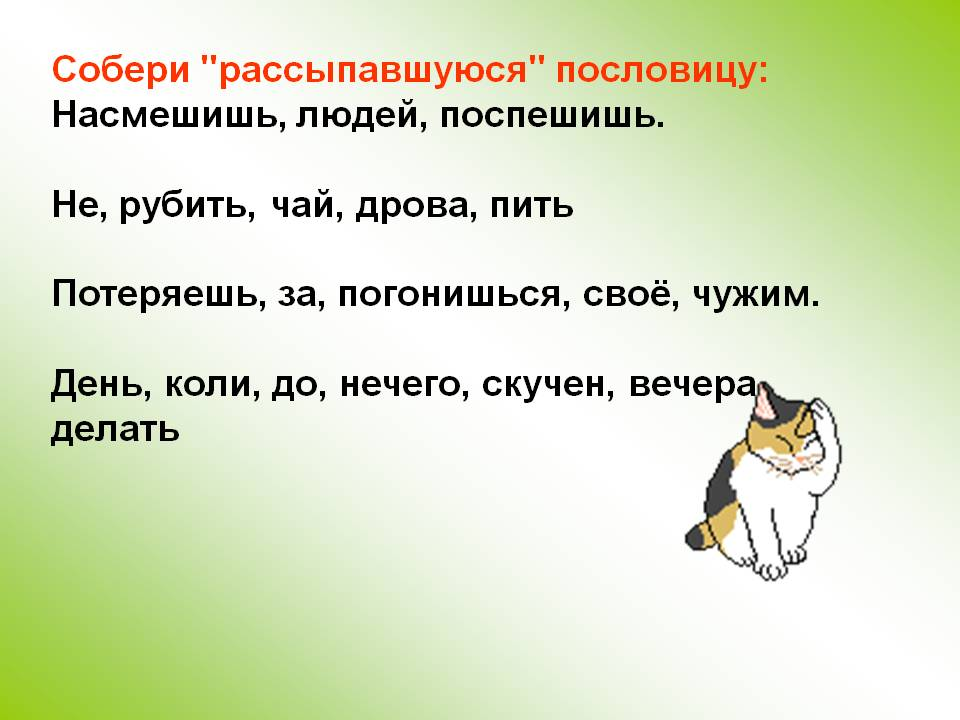 Собери "рассыпавшуюся" пословицу:
Насмешишь, людей, поспешишь.
Не, рубить, чай, дрова, пить
Потеряешь, за, погонишься, своё, чужим.
День, коли, до, нечего, скучен, вечера,
делать